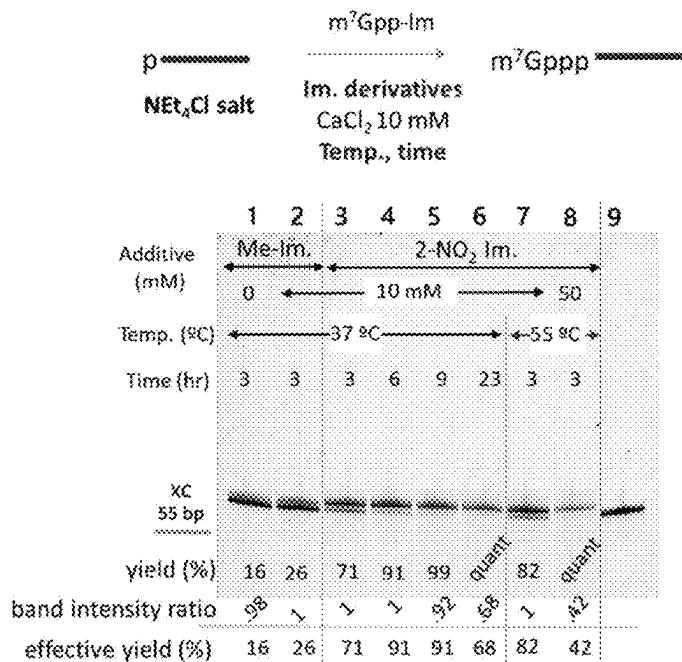 m⁷Gpp-Im
p m⁷Gppp
NEt₄Cl salt
Im. derivatives
CaCl₂ 10 mM
Temp., time
1 2 3 4 5 6 7 8 9
Additive (mM) Me-Im. 2-NO₂ Im.
0 10 mM 50
Temp. (ºC) 37 ºC 55 ºC
Time (hr) 3 3 3 6 9 23 3 3
XC
55 bp
yield (%) 16 26 71 91 99 quant 82 quant
band intensity ratio .98 1 1 1 .92 .68 1 .42
effective yield (%) 16 26 71 91 91 68 82 42